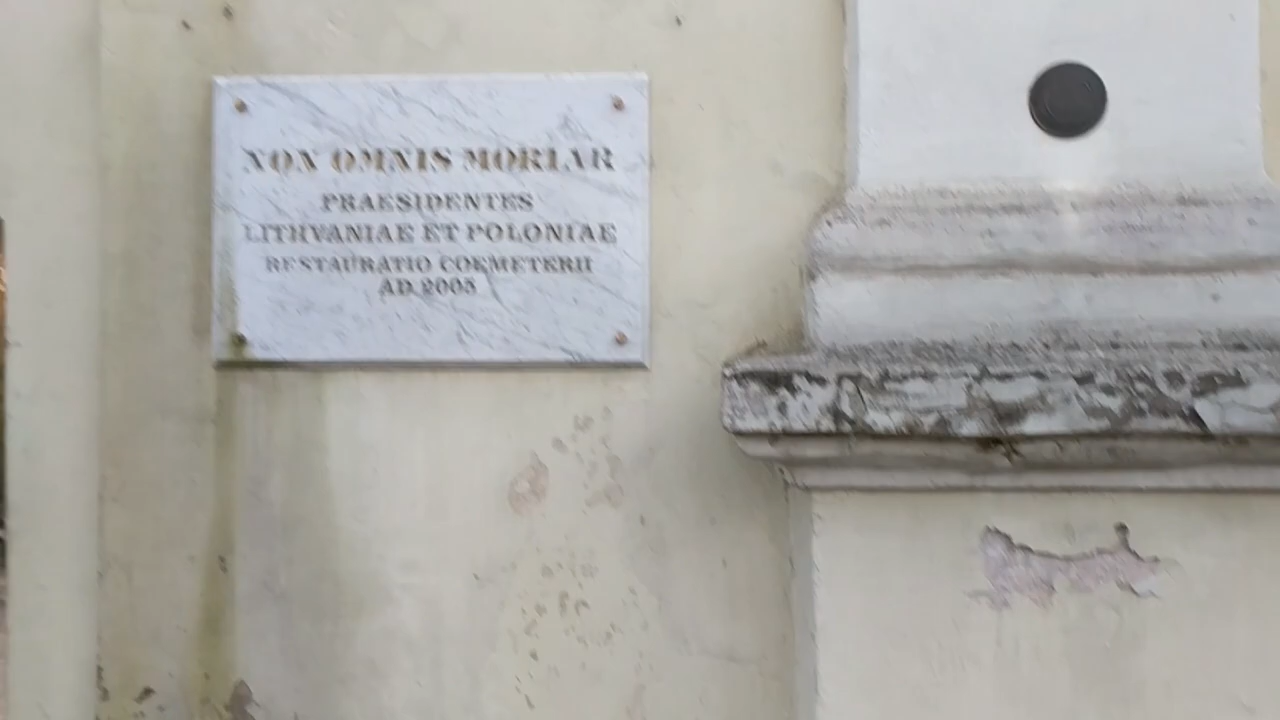 NON OMNIS MORIAR
PRAESIDENTES
LITHVANIAE ET POLONIAE
RESTAURATIO COEMETERII
AD 2005